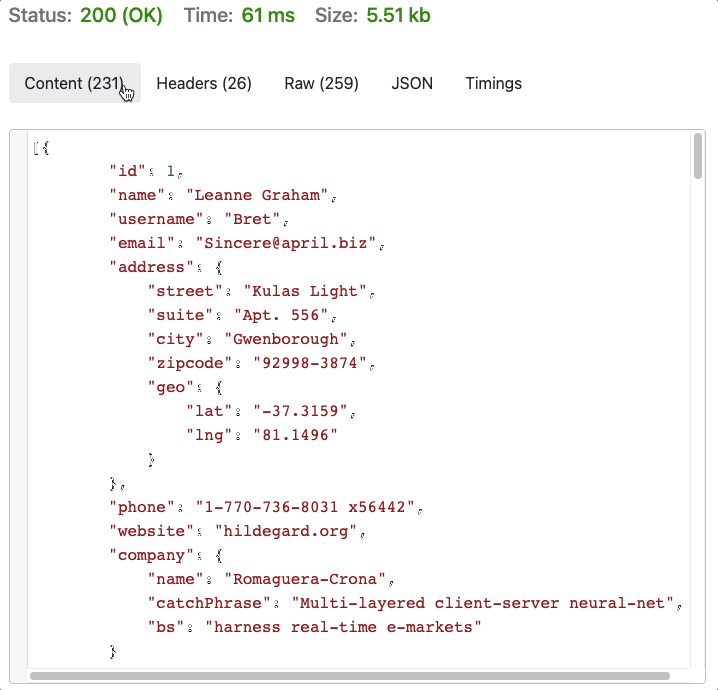 Status: 200 (OK) Time: 61 ms Size: 5.51 kb
Content (231) Headers (26) Raw (259) JSON Timings
[{
"id": 1,
"name": "Leanne Graham",
"username": "Bret",
"email": "Sincere@april.biz",
"address": {
"street": "Kulas Light",
"suite": "Apt. 556",
"city": "Gwenborough",
"zipcode": "92998-3874",
"geo": {
"lat": "-37.3159",
"lng": "81.1496"
}
},
"phone": "1-770-736-8031 x56442",
"website": "hildegard.org",
"company": {
"name": "Romaguera-Crona",
"catchPhrase": "Multi-layered client-server neural-net",
"bs": "harness real-time e-markets"
}